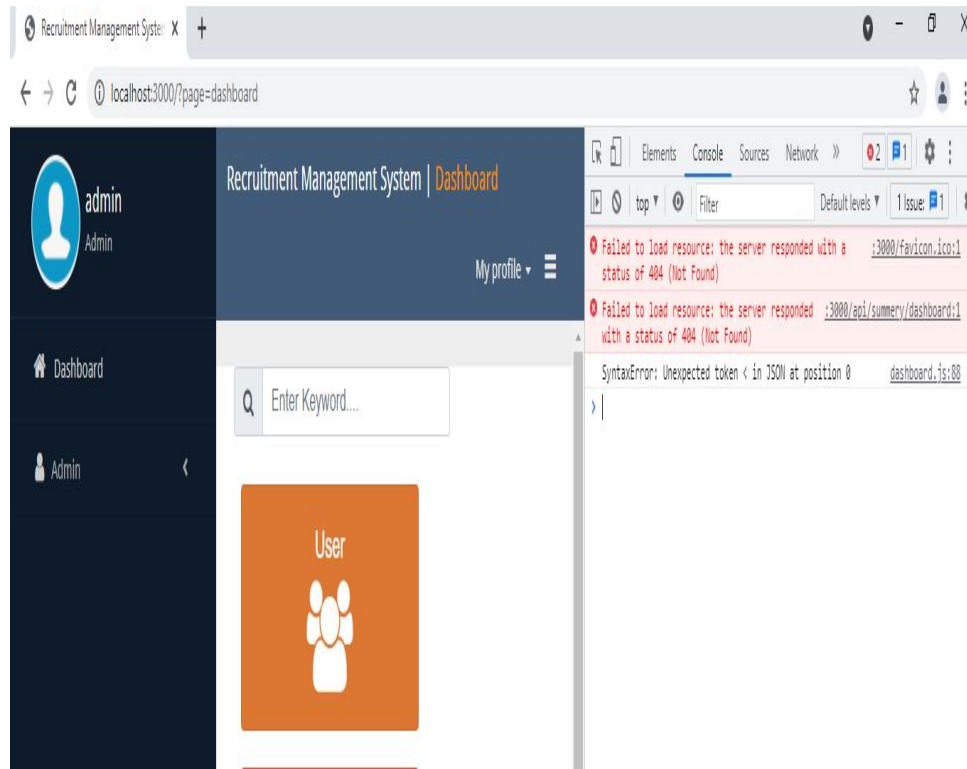 Recruitment Management Syste
localhost:3000/?page=dashboard
admin
Admin
Dashboard
Admin
Recruitment Management System | Dashboard
My profile
Enter Keyword....
User
Elements Console Sources Network » 2 1
top Filter Default levels 1 Issue: 1
Failed to load resource: the server responded with a :3000/favicon.ico:1
status of 404 (Not Found)
Failed to load resource: the server responded :3000/api/summery/dashboard:1
with a status of 404 (Not Found)
SyntaxError: Unexpected token < in JSON at position 0 dashboard.js:88